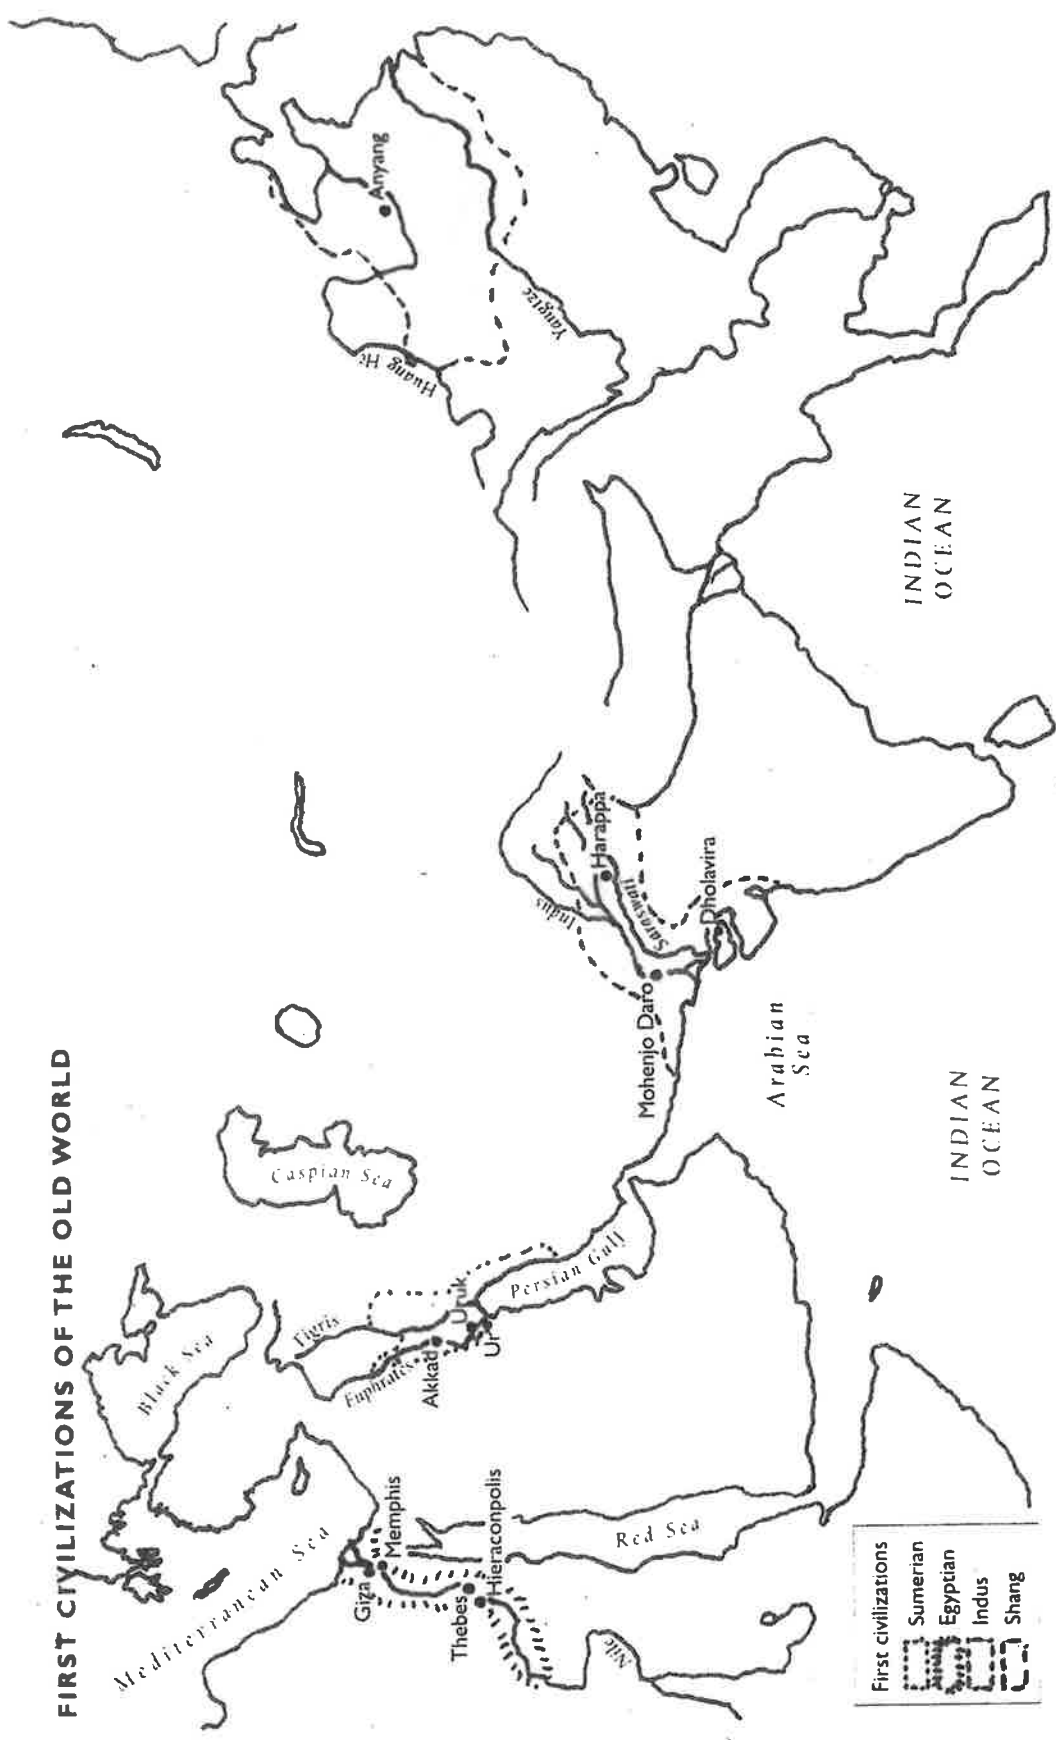 FIRST CIVILIZATIONS OF THE OLD WORLD
Mediterranean Sea
Black Sea
Caspian Sea
Tigris
Euphrates
Akkad
Uruk
Ur
Persian Gulf
Giza
Memphis
Thebes
Hieraconpolis
Nile
Red Sea
Indus
Harappa
Saraswati
Mohenjo Daro
Dholavira
Arabian
Sea
INDIAN
OCEAN
INDIAN
OCEAN
Huang Hi
Anyang
Yangtze
First civilizations
Sumerian
Egyptian
Indus
Shang